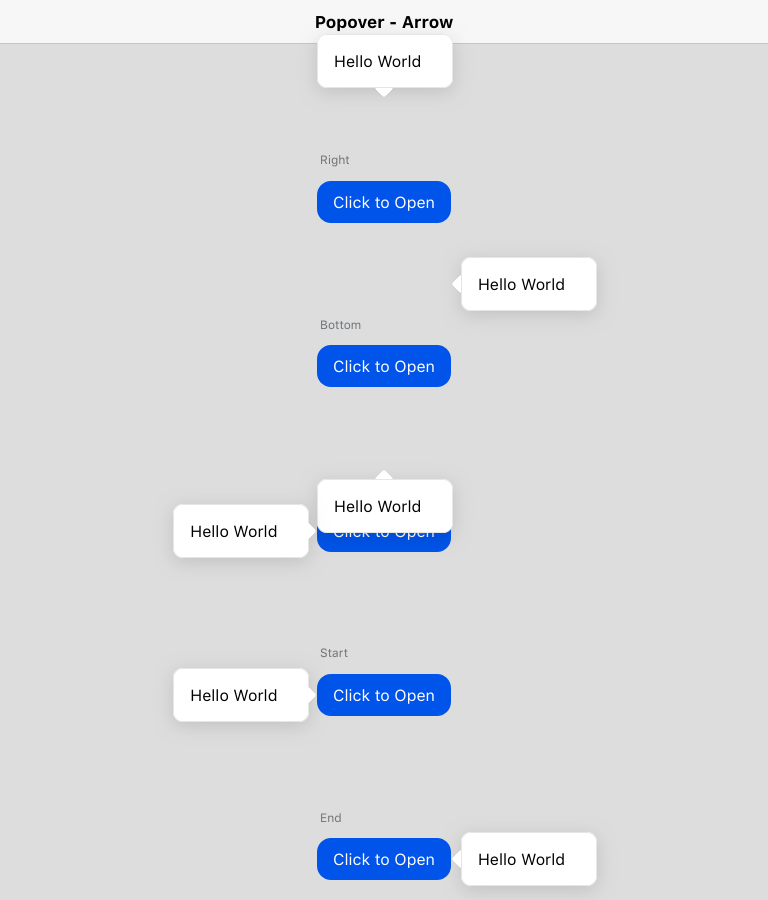 Popover - Arrow
Hello World
Right
Click to Open
Hello World
Bottom
Click to Open
Hello World
Hello World
Click to Open
Start
Hello World
Click to Open
End
Click to Open
Hello World